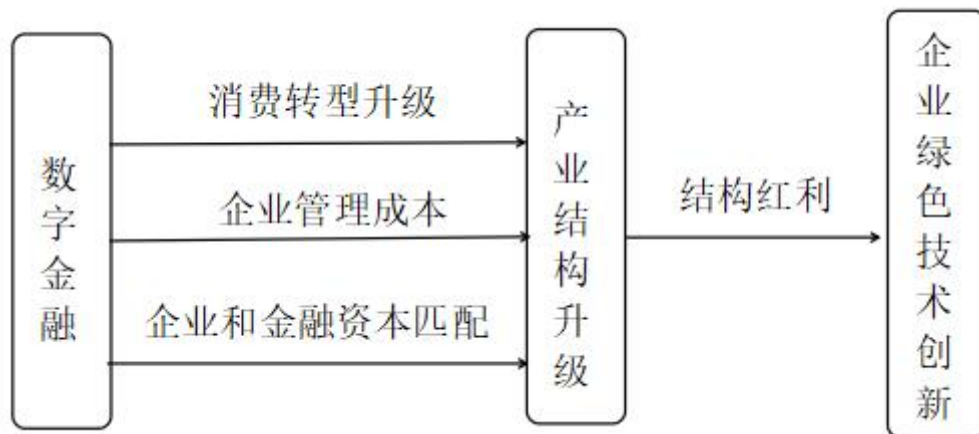 数字金融
消费转型升级
企业管理成本
企业和金融资本匹配
产业结构升级
结构红利
企业绿色技术创新